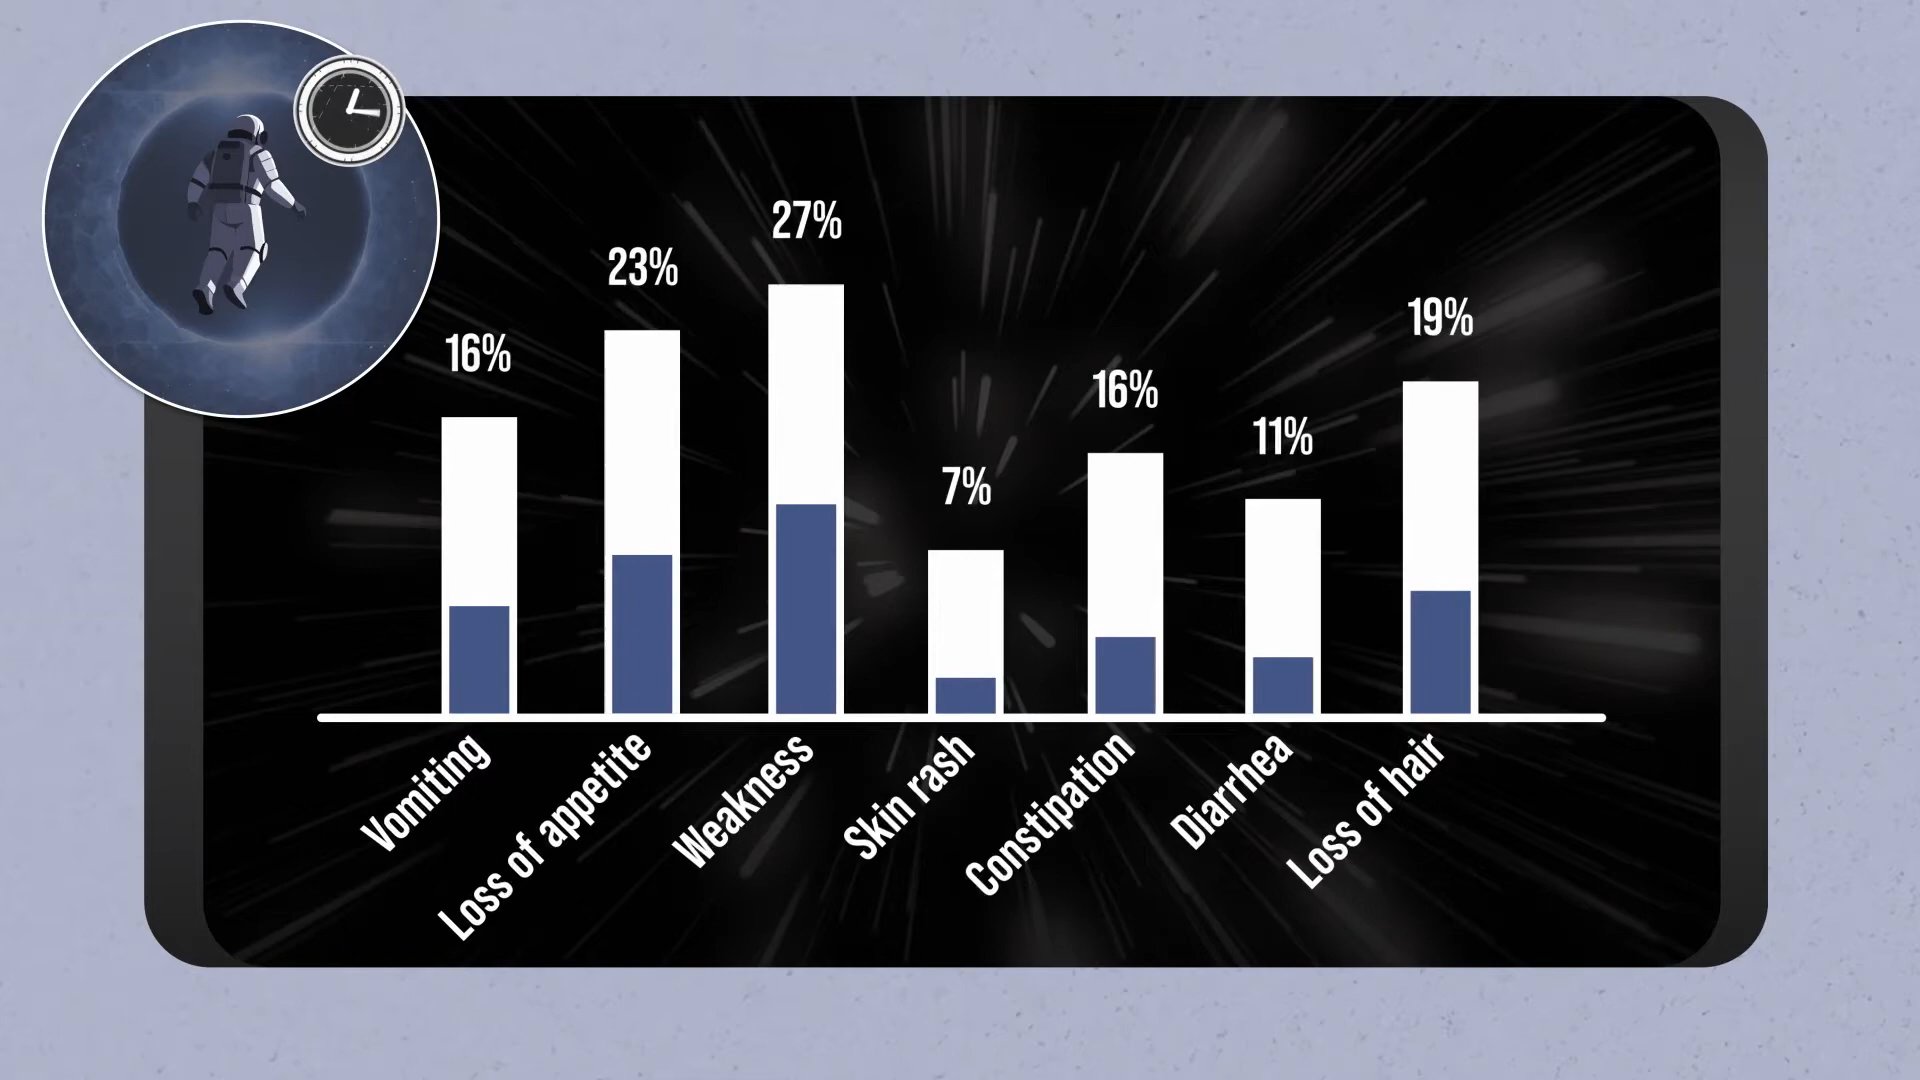 16%
23%
27%
7%
16%
11%
19%
Vomiting
Loss of appetite
Weakness
Skin rash
Constipation
Diarrhea
Loss of hair